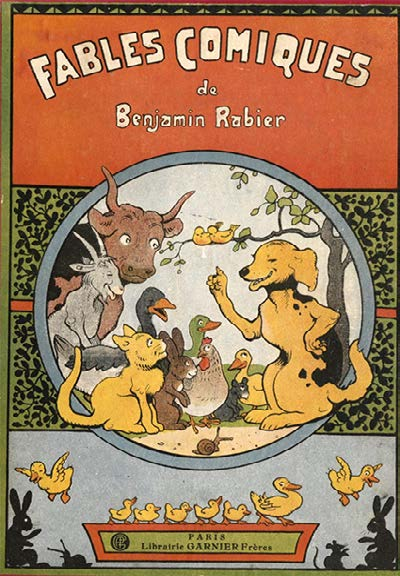 FABLES COMIQUES
de
Benjamin Rabier
PARIS
Librairie GARNIER Frères